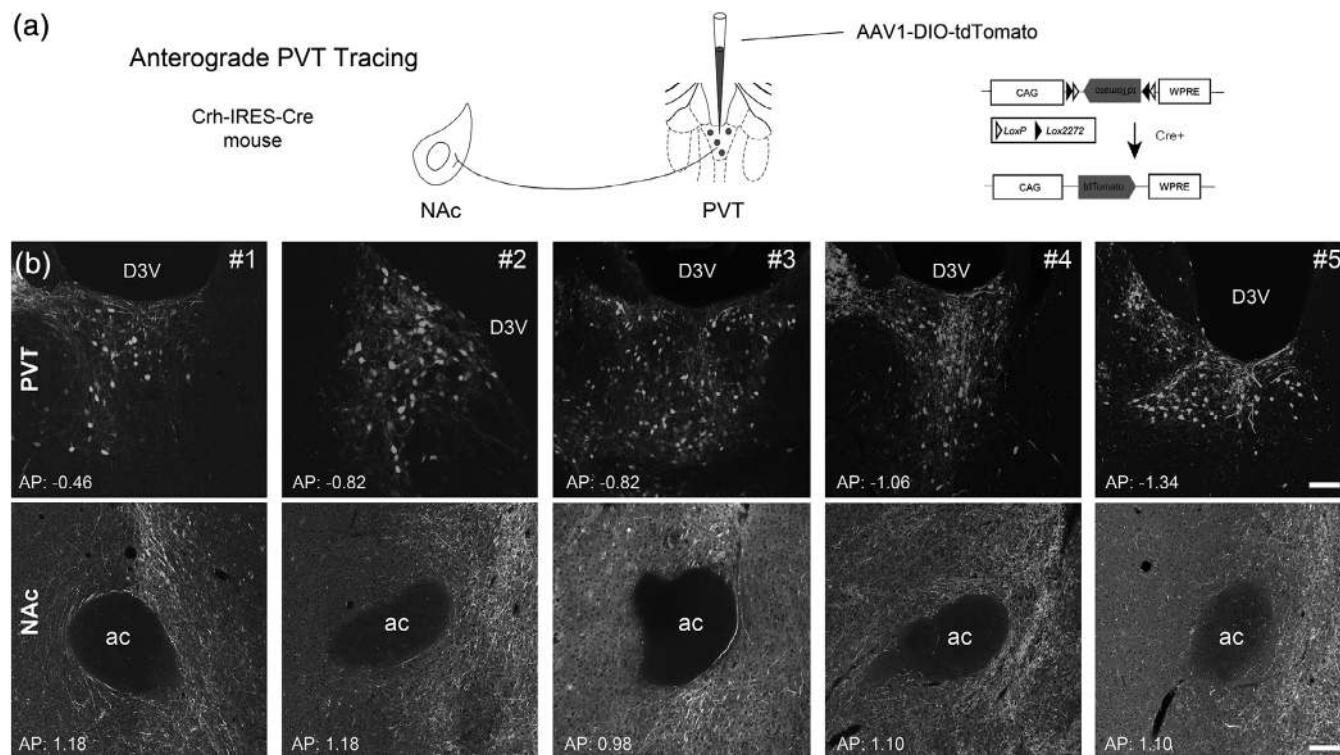 (a)
Anterograde PVT Tracing
Crh-IRES-Cre
mouse
NAc
PVT
AAV1-DIO-tdTomato
CAG
tdTomato
WPRE
LoxP
Lox2272
Cre+
CAG
tdTomato
WPRE
(b)
PVT
D3V
#1
AP: -0.46
#2
D3V
AP: -0.82
D3V
#3
AP: -0.82
D3V
#4
AP: -1.06
#5
D3V
AP: -1.34
NAc
ac
AP: 1.18
ac
AP: 1.18
ac
AP: 0.98
ac
AP: 1.10
ac
AP: 1.10